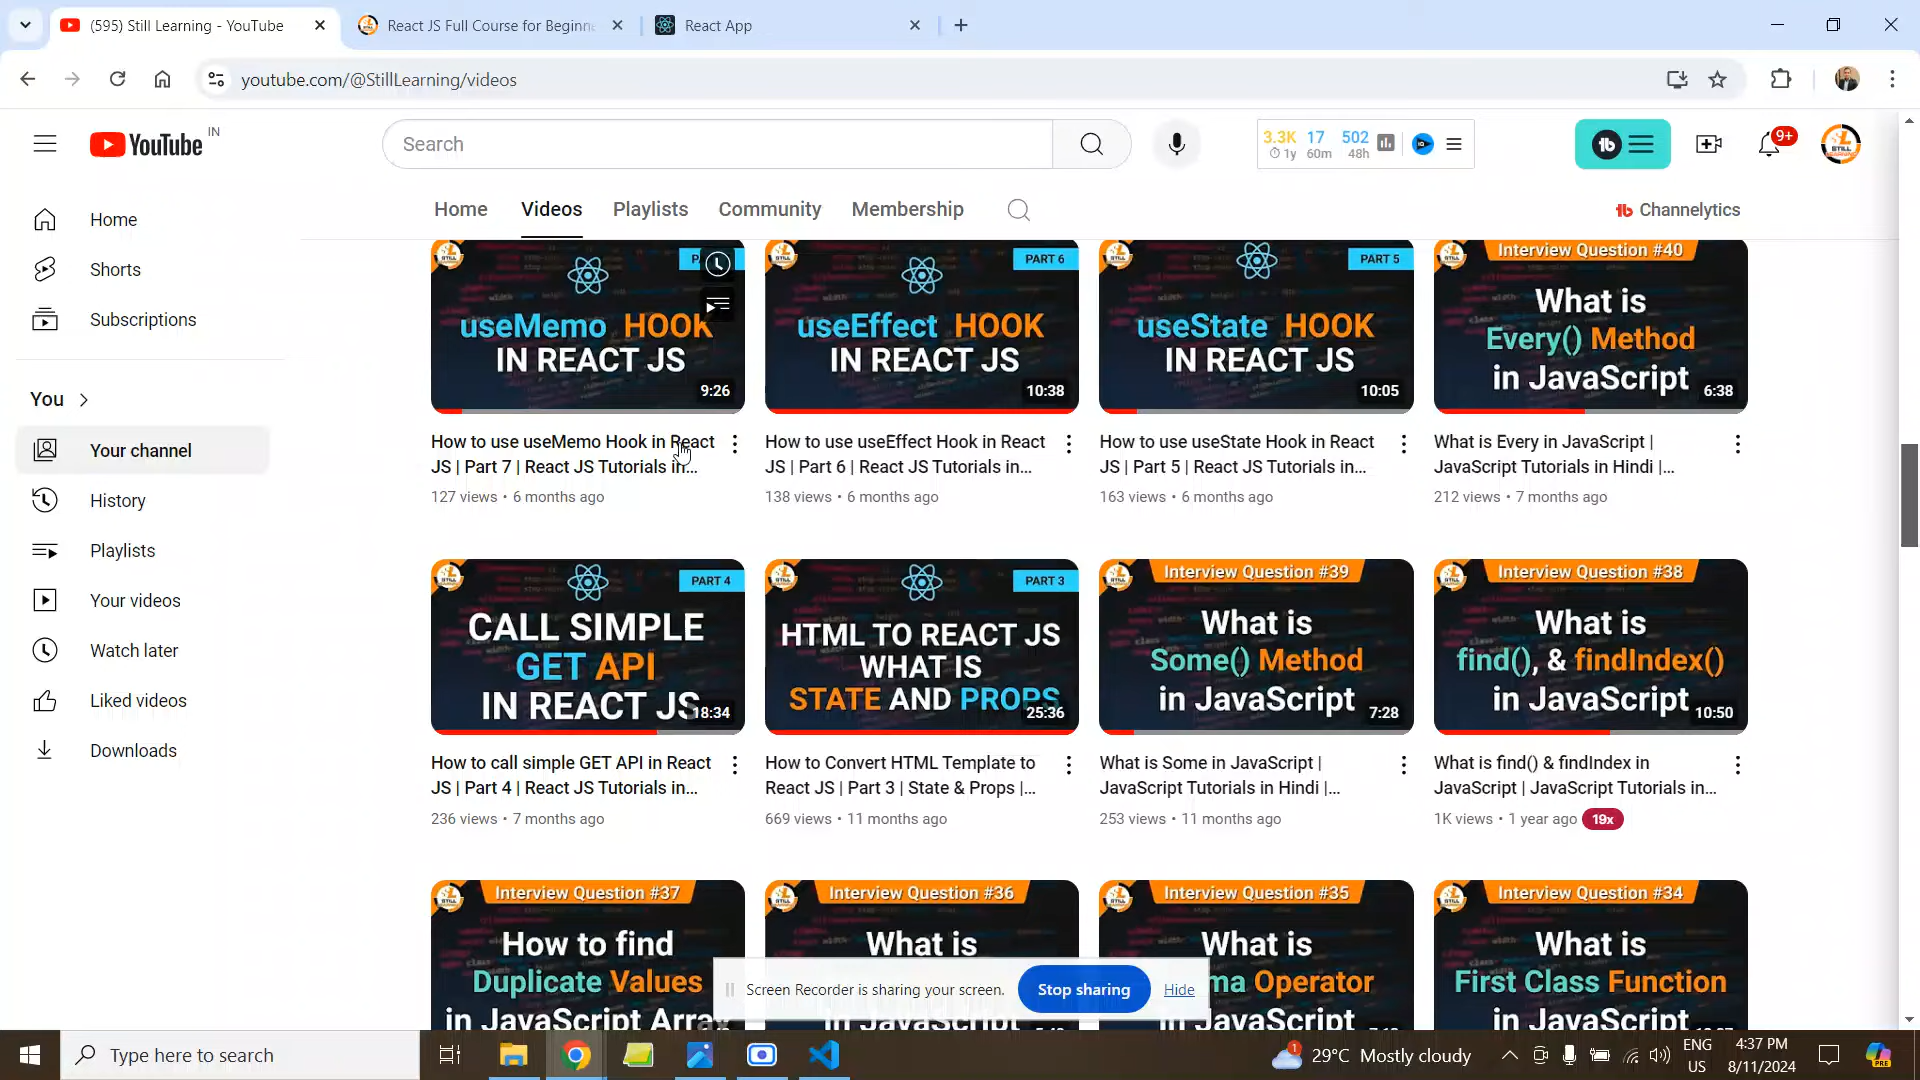 (595) Still Learning - YouTube
React JS Full Course for Beginne
React App
youtube.com/@StillLearning/videos
YouTube IN
Search
3.3K 17 502
1y 60m 48h
9+
Home
Videos
Playlists
Community
Membership
Channelytics
Home
Shorts
Subscriptions
You
Your channel
History
Playlists
Your videos
Watch later
Liked videos
Downloads
useMemo HOOK
IN REACT JS
9:26
How to use useMemo Hook in React
JS | Part 7 | React JS Tutorials in...
127 views • 6 months ago
PART 6
useEffect HOOK
IN REACT JS
10:38
How to use useEffect Hook in React
JS | Part 6 | React JS Tutorials in...
138 views • 6 months ago
PART 5
useState HOOK
IN REACT JS
10:05
How to use useState Hook in React
JS | Part 5 | React JS Tutorials in...
163 views • 6 months ago
Interview Question #40
What is
Every() Method
in JavaScript
6:38
What is Every in JavaScript |
JavaScript Tutorials in Hindi |...
212 views • 7 months ago
PART 4
CALL SIMPLE
GET API
IN REACT JS
18:34
How to call simple GET API in React
JS | Part 4 | React JS Tutorials in...
236 views • 7 months ago
PART 3
HTML TO REACT JS
WHAT IS
STATE AND PROPS
25:36
How to Convert HTML Template to
React JS | Part 3 | State & Props |...
669 views • 11 months ago
Interview Question #39
What is
Some() Method
in JavaScript
7:28
What is Some in JavaScript |
JavaScript Tutorials in Hindi |...
253 views • 11 months ago
Interview Question #38
What is
find(), & findIndex()
in JavaScript
10:50
What is find() & findIndex in
JavaScript | JavaScript Tutorials in...
1K views • 1 year ago 19x
Interview Question #37
How to find
Duplicate Values
in JavaScript Array
Interview Question #36
What is
Interview Question #35
What is
ma Operator
in JavaScript
Interview Question #34
What is
First Class Function
in JavaScript
Screen Recorder is sharing your screen.
Stop sharing
Hide
Type here to search
1
29°C Mostly cloudy
ENG
US
4:37 PM
8/11/2024